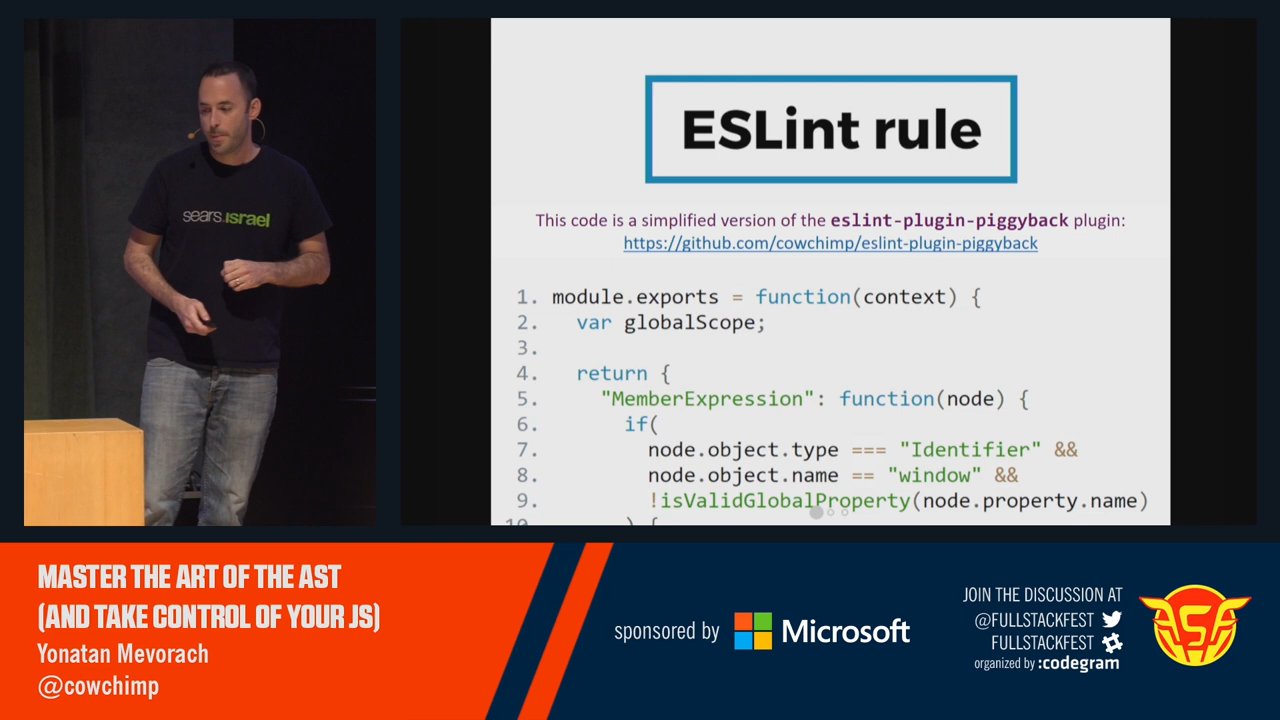 sears.israel
ESLint rule
This code is a simplified version of the eslint-plugin-piggyback plugin:
https://github.com/cowchimp/eslint-plugin-piggyback
1. module.exports = function(context) {
2. var globalScope;
3.
4. return {
5. "MemberExpression": function(node) {
6. if(
7. node.object.type === "Identifier" &&
8. node.object.name == "window" &&
9. !isValidGlobalProperty(node.property.name)
10. ) {
MASTER THE ART OF THE AST
(AND TAKE CONTROL OF YOUR JS)
Yonatan Mevorach
@cowchimp
sponsored by Microsoft
JOIN THE DISCUSSION AT
@FULLSTACKFEST
FULLSTACKFEST
organized by :codegram
FSF